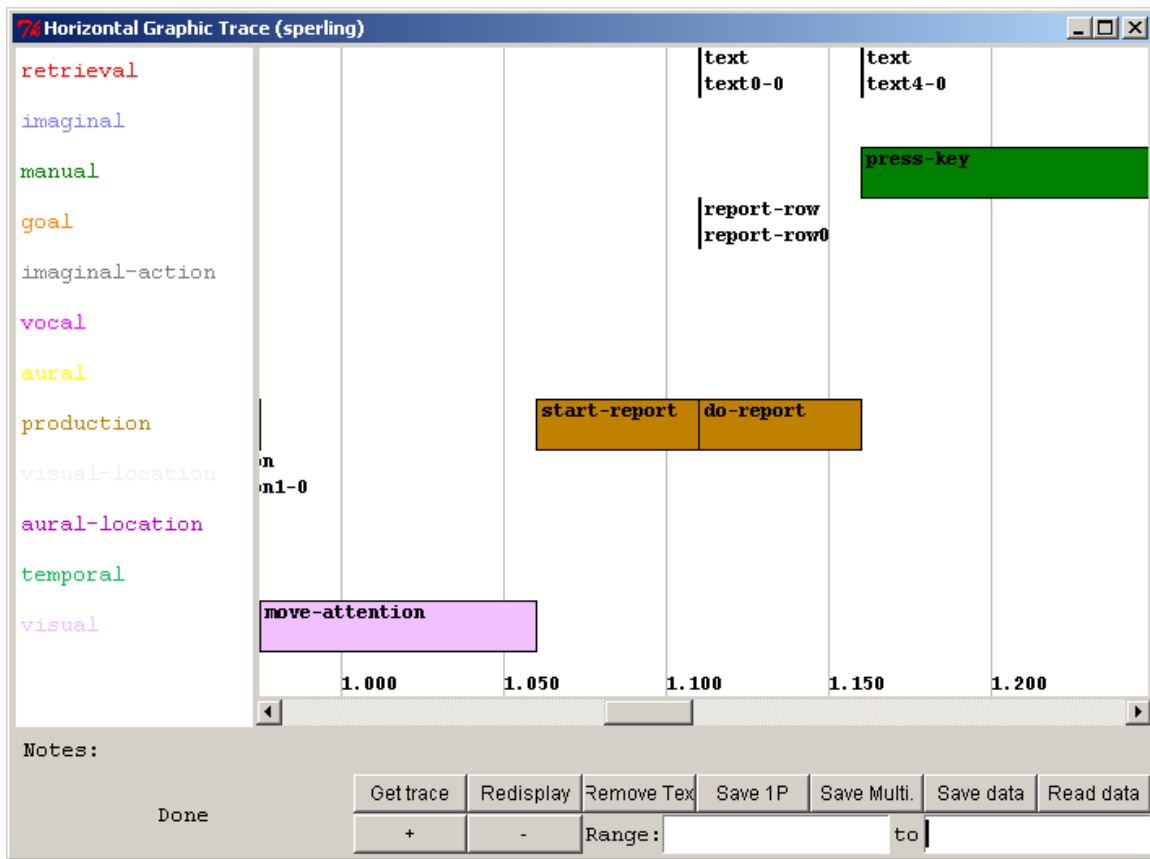 Horizontal Graphic Trace (sperling)
retrieval
imaginal
manual
goal
imaginal-action
vocal
aural
production
visual-location
aural-location
temporal
visual
text
text0-0
text
text4-0
press-key
report-row
report-row0
start-report
do-report
on
on1-0
move-attention
1.000 1.050 1.100 1.150 1.200
Notes:
Done
Get trace Redisplay Remove Tex Save 1P Save Multi. Save data Read data
+ - Range: to